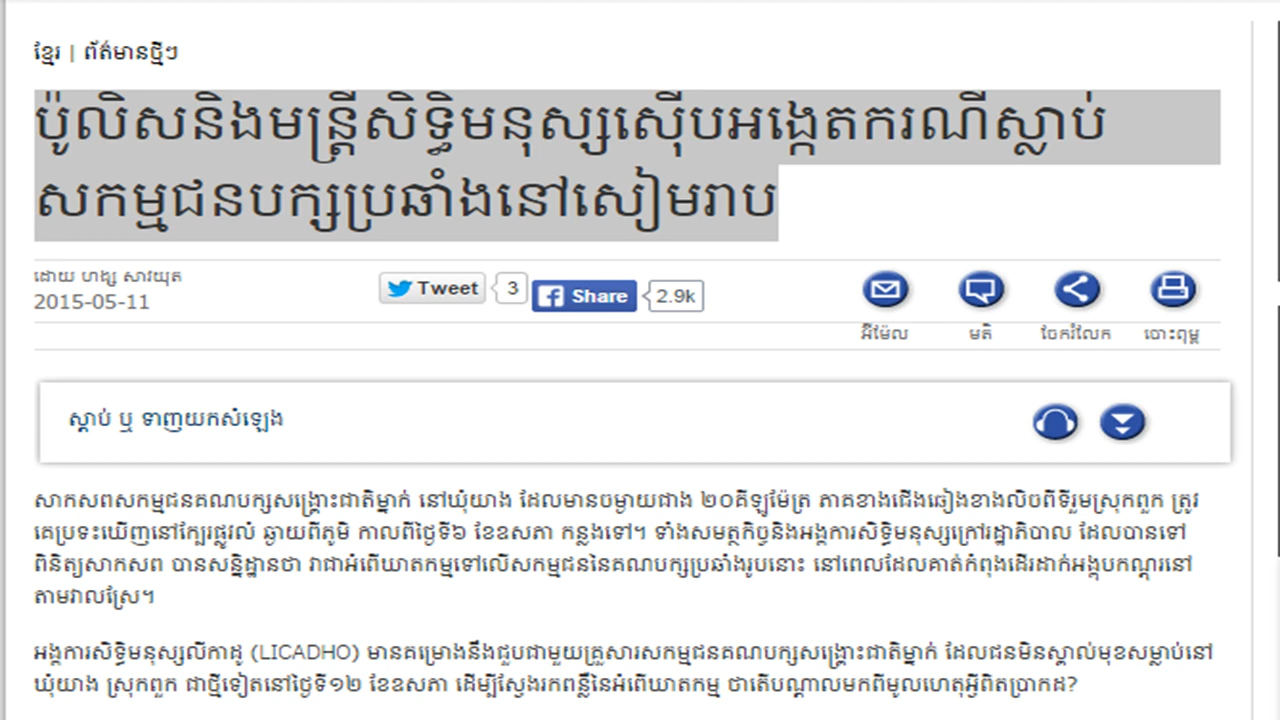 ខ្មែរ | ព័ត៌មានថ្មីៗ
ប៉ូលិសនិងមន្ត្រីសិទ្ធិមនុស្សស៊ើបអង្កេតករណីស្លាប់
សកម្មជនបក្សប្រឆាំងនៅសៀមរាប
ដោយ ហង្ស សាវយុត
2015-05-11
Tweet 3 Share 2.9k
អ៊ីម៉ែល មតិ ចែករំលែក បោះពុម្ព
ស្ដាប់ ឬ ទាញយកសំឡេង
សាកសពសកម្មជនគណបក្សសង្គ្រោះជាតិម្នាក់ នៅឃុំយាង ដែលមានចម្ងាយជាង ២០គីឡូម៉ែត្រ ភាគខាងជើងឆៀងខាងលិចពីទីរួមស្រុកពួក ត្រូវ
គេប្រទះឃើញនៅក្បែរផ្លូវលំ ឆ្ងាយពីភូមិ កាលពីថ្ងៃទី៦ ខែឧសភា កន្លងទៅ។ ទាំងសមត្ថកិច្ចនិងអង្គការសិទ្ធិមនុស្សក្រៅរដ្ឋាភិបាល ដែលបានទៅ
ពិនិត្យសាកសព បានសន្និដ្ឋានថា វាជាអំពើឃាតកម្មទៅលើសកម្មជននៃគណបក្សប្រឆាំងរូបនោះ នៅពេលដែលគាត់កំពុងដើរដាក់អង្គុបកណ្ដុរនៅ
តាមវាលស្រែ។
អង្គការសិទ្ធិមនុស្សលីកាដូ (LICADHO) មានគម្រោងនឹងជួបជាមួយគ្រួសារសកម្មជនគណបក្សសង្គ្រោះជាតិម្នាក់ ដែលជនមិនស្គាល់មុខសម្លាប់នៅ
ឃុំយាង ស្រុកពួក ជាថ្មីទៀតនៅថ្ងៃទី១២ ខែឧសភា ដើម្បីស្វែងរកពន្លឺនៃអំពើឃាតកម្ម ថាតើបណ្ដាលមកពីមូលហេតុអ្វីពិតប្រាកដ?